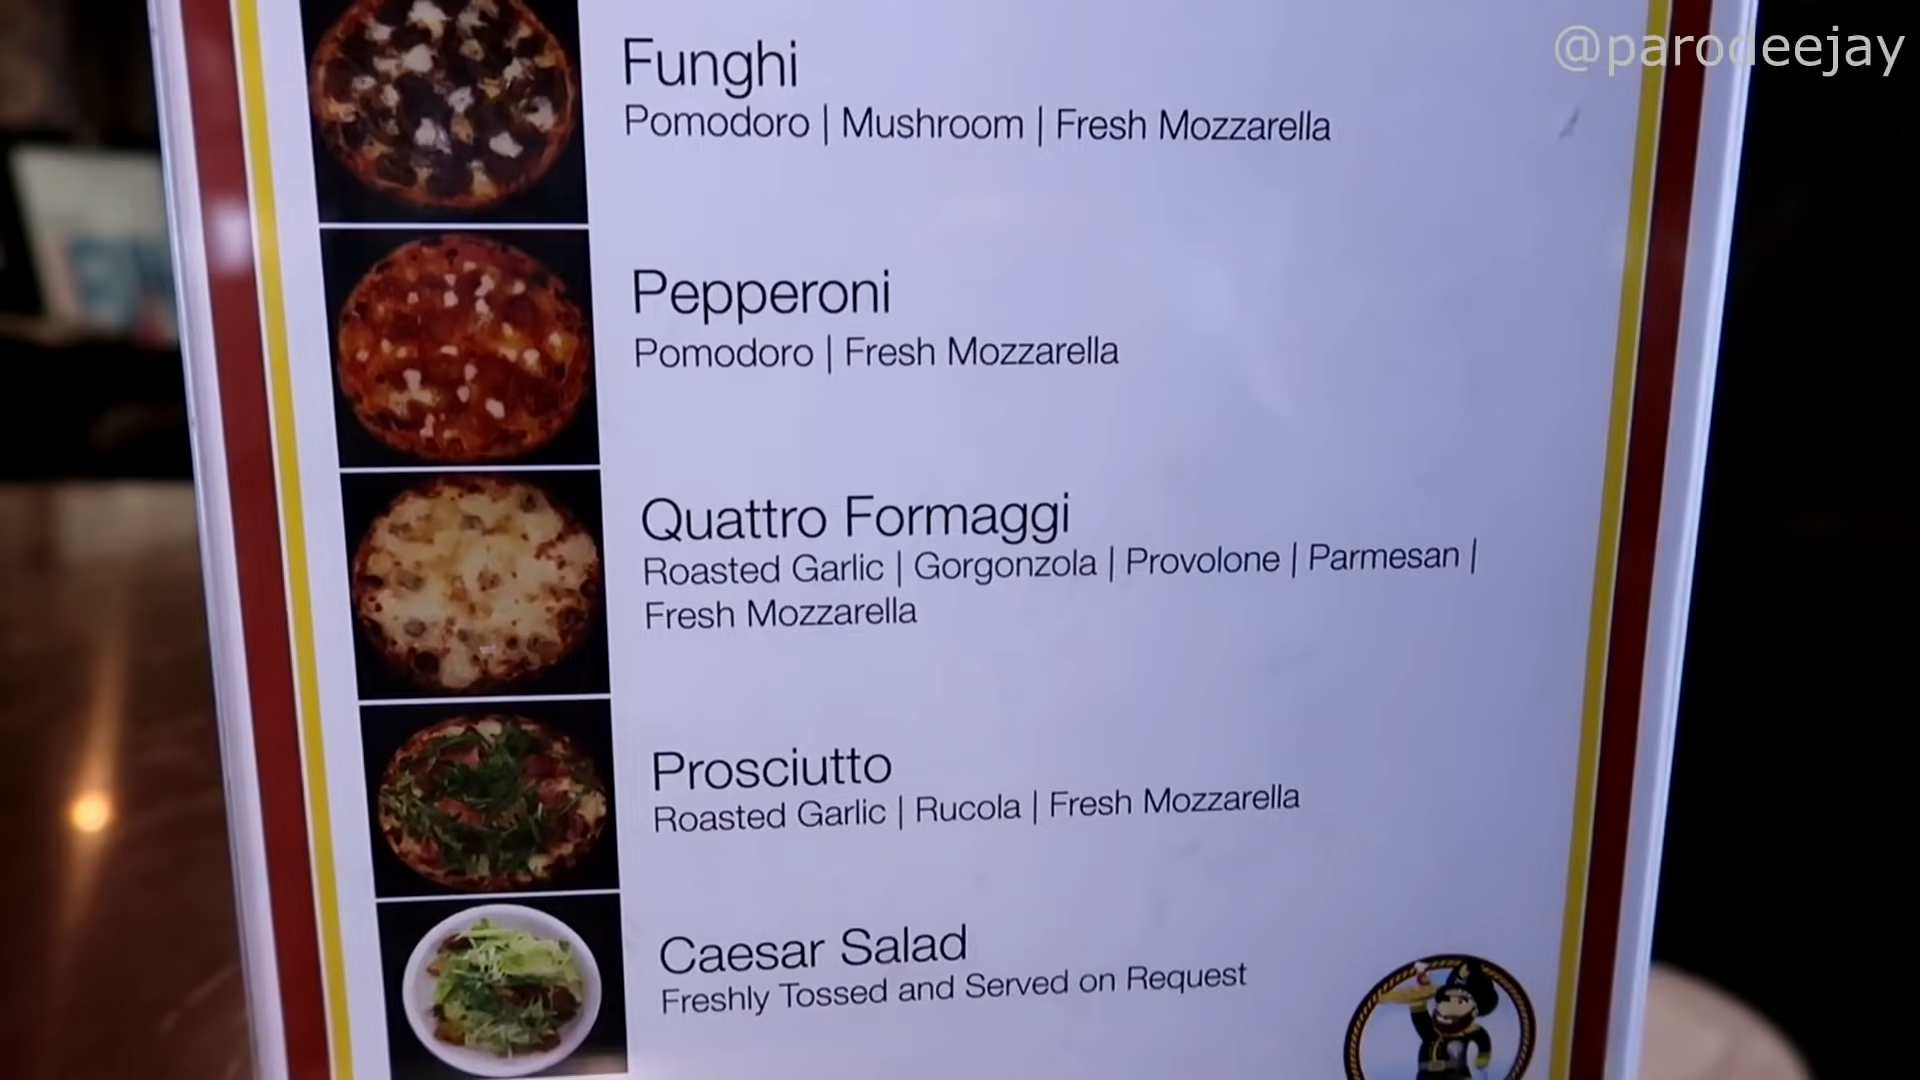 @parodeejay
Funghi
Pomodoro | Mushroom | Fresh Mozzarella
Pepperoni
Pomodoro | Fresh Mozzarella
Quattro Formaggi
Roasted Garlic | Gorgonzola | Provolone | Parmesan |
Fresh Mozzarella
Prosciutto
Roasted Garlic | Rucola | Fresh Mozzarella
Caesar Salad
Freshly Tossed and Served on Request